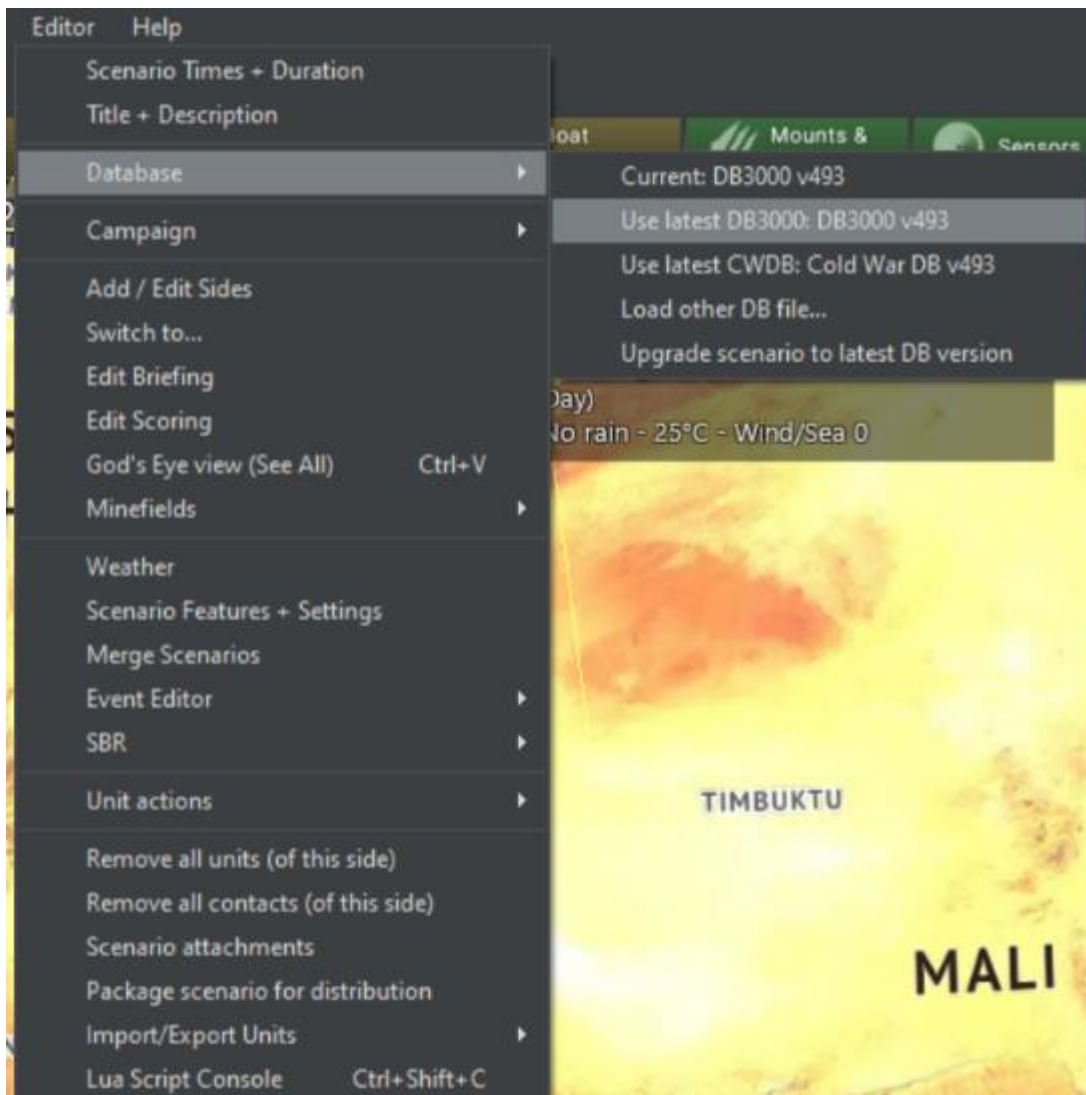 Editor Help
Scenario Times + Duration
Title + Description
Mounts &
Sensors
Database
Current: DB3000 v493
Use latest DB3000: DB3000 v493
Campaign
Use latest CWDB: Cold War DB v493
Add / Edit Sides
Load other DB file...
Switch to...
Upgrade scenario to latest DB version
Edit Briefing
Day)
Edit Scoring
No rain - 25°C - Wind/Sea 0
God's Eye view (See All) Ctrl+V
Minefields
Weather
Scenario Features + Settings
Merge Scenarios
Event Editor
SBR
Unit actions
TIMBUKTU
Remove all units (of this side)
Remove all contacts (of this side)
Scenario attachments
MALI
Package scenario for distribution
Import/Export Units
Lua Script Console Ctrl+Shift+C